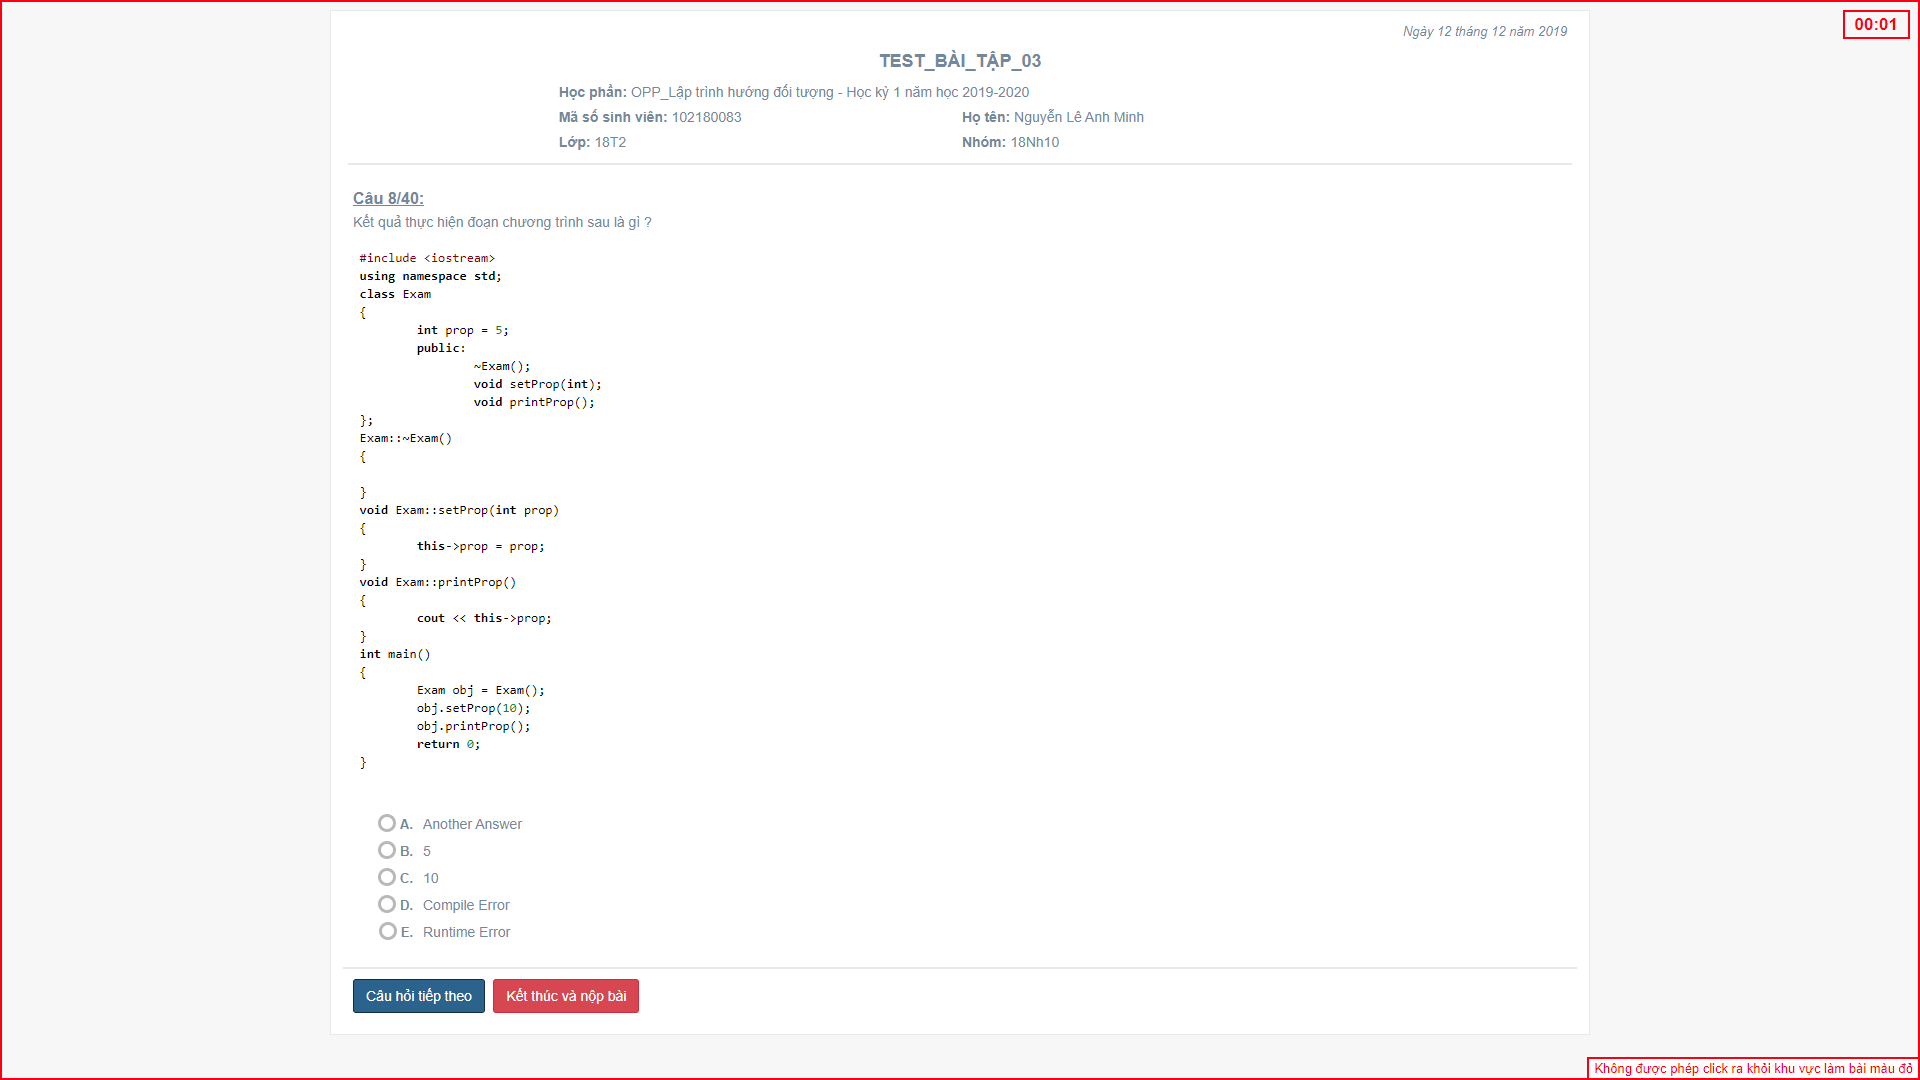 00:01
Ngày 12 tháng 12 năm 2019
TEST_BÀI_TẬP_03
Học phần: OPP_Lập trình hướng đối tượng - Học kỳ 1 năm học 2019-2020
Mã số sinh viên: 102180083 Họ tên: Nguyễn Lê Anh Minh
Lớp: 18T2 Nhóm: 18Nh10
Câu 8/40:
Kết quả thực hiện đoạn chương trình sau là gì ?
#include <iostream>
using namespace std;
class Exam
{
        int prop = 5;
        public:
                ~Exam();
                void setProp(int);
                void printProp();
};
Exam::~Exam()
{

}
void Exam::setProp(int prop)
{
        this->prop = prop;
}
void Exam::printProp()
{
        cout << this->prop;
}
int main()
{
        Exam obj = Exam();
        obj.setProp(10);
        obj.printProp();
        return 0;
}
A. Another Answer
B. 5
C. 10
D. Compile Error
E. Runtime Error
Câu hỏi tiếp theo Kết thúc và nộp bài
Không được phép click ra khỏi khu vực làm bài màu đỏ